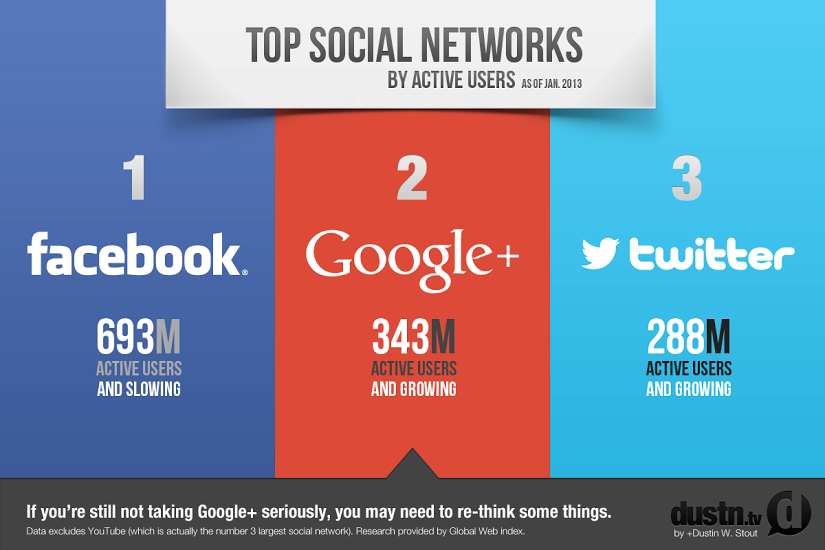 TOP SOCIAL NETWORKS
BY ACTIVE USERS AS OF JAN. 2013
1
facebook®
693M
ACTIVE USERS
AND SLOWING
2
Google+
343M
ACTIVE USERS
AND GROWING
3
twitter
288M
ACTIVE USERS
AND GROWING
If you're still not taking Google+ seriously, you may need to re-think some things.
Data excludes YouTube (which is actually the number 3 largest social network). Research provided by Global Web index.
dustn.tv d
by +Dustin W. Stout